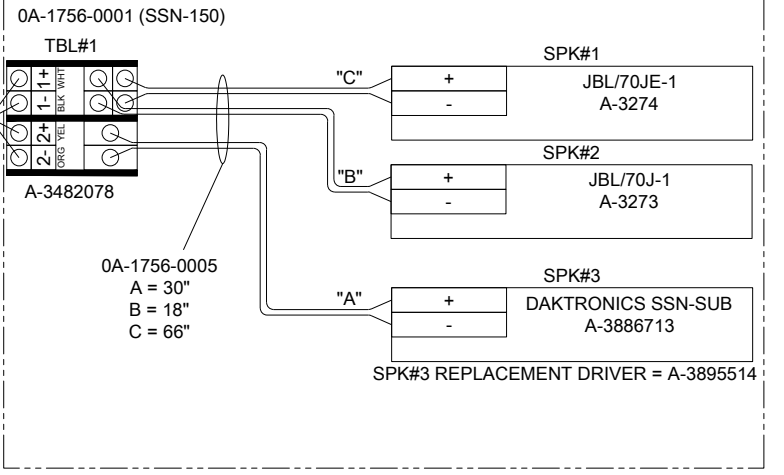 0A-1756-0001 (SSN-150)
TBL#1
1+ WHT
1- BLK
2+ YEL
2- ORG
A-3482078
0A-1756-0005
A = 30"
B = 18"
C = 66"
"C"
SPK#1
+
-
JBL/70JE-1
A-3274
"B"
SPK#2
+
-
JBL/70J-1
A-3273
"A"
SPK#3
+
-
DAKTRONICS SSN-SUB
A-3886713
SPK#3 REPLACEMENT DRIVER = A-3895514